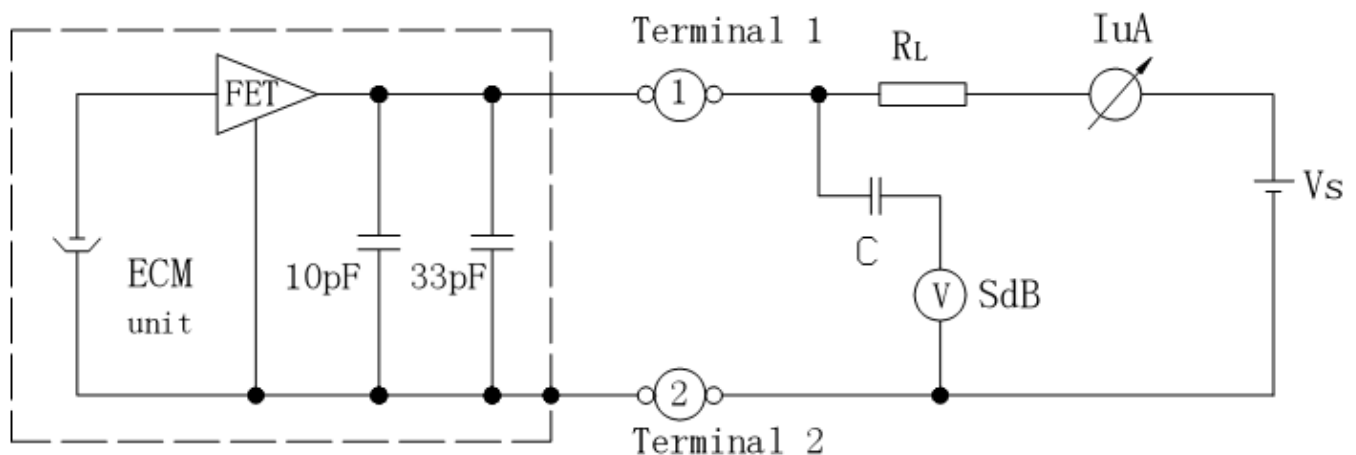 Terminal 1
RL
IuA
FET
1
Vs
ECM
unit
10pF
33pF
C
V
SdB
2
Terminal 2